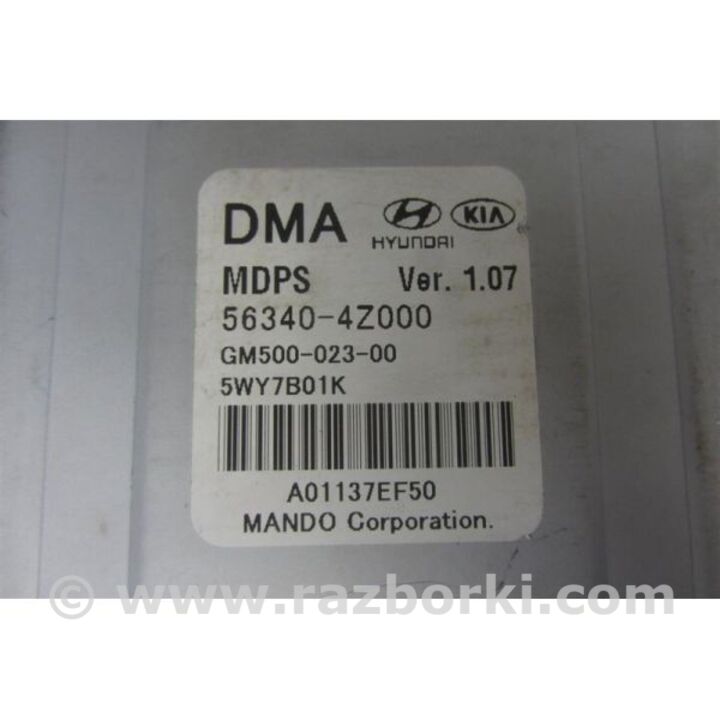 DMA HYUNDAI KIA
MDPS Ver. 1.07
56340-4Z000
GM500-023-00
5WY7B01K
A01137EF50
MANDO Corporation.
© www.razborki.com